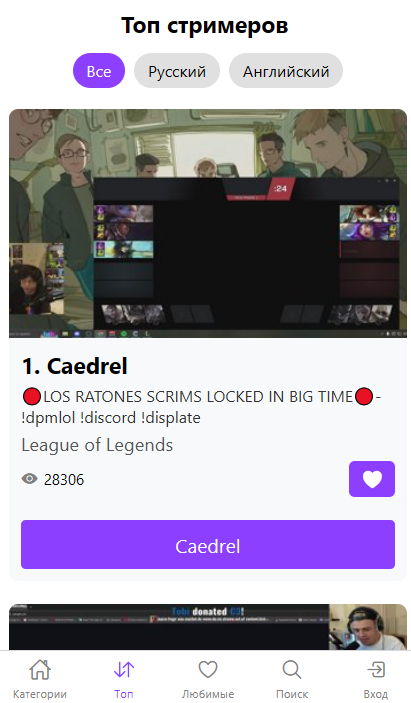 Топ стримеров
Все
Русский
Английский
:24
1. Caedrel
🔴LOS RATONES SCRIMS LOCKED IN BIG TIME🔴-
!dpmlol !discord !displate
League of Legends
28306
Caedrel
Tobi donated €3!
Категории
Топ
Любимые
Поиск
Вход